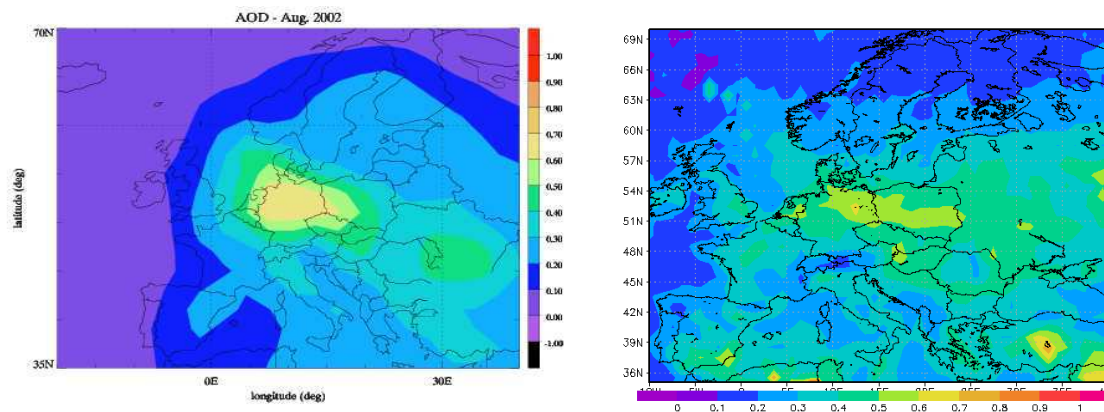 AOD - Aug, 2002
70N
35N
0E
30E
latitude (deg)
longitude (deg)
1.00
0.90
0.80
0.70
0.60
0.50
0.40
0.30
0.20
0.10
0.00
-1.00
69N
66N
63N
60N
57N
54N
51N
48N
45N
42N
39N
36N
0 0.1 0.2 0.3 0.4 0.5 0.6 0.7 0.8 0.9 1